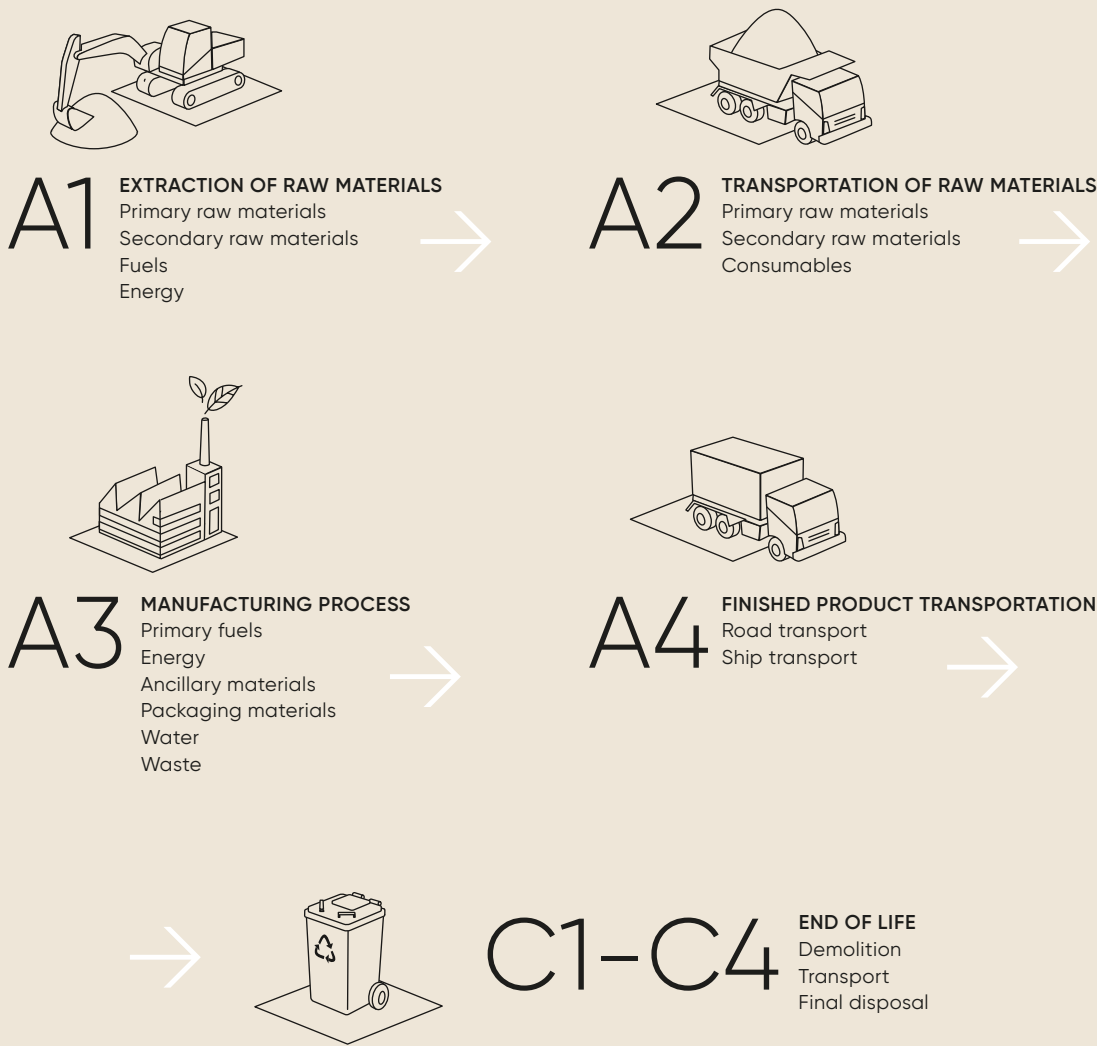 A1
EXTRACTION OF RAW MATERIALS
Primary raw materials
Secondary raw materials
Fuels
Energy
A2
TRANSPORTATION OF RAW MATERIALS
Primary raw materials
Secondary raw materials
Consumables
A3
MANUFACTURING PROCESS
Primary fuels
Energy
Ancillary materials
Packaging materials
Water
Waste
A4
FINISHED PRODUCT TRANSPORTATION
Road transport
Ship transport
C1–C4
END OF LIFE
Demolition
Transport
Final disposal